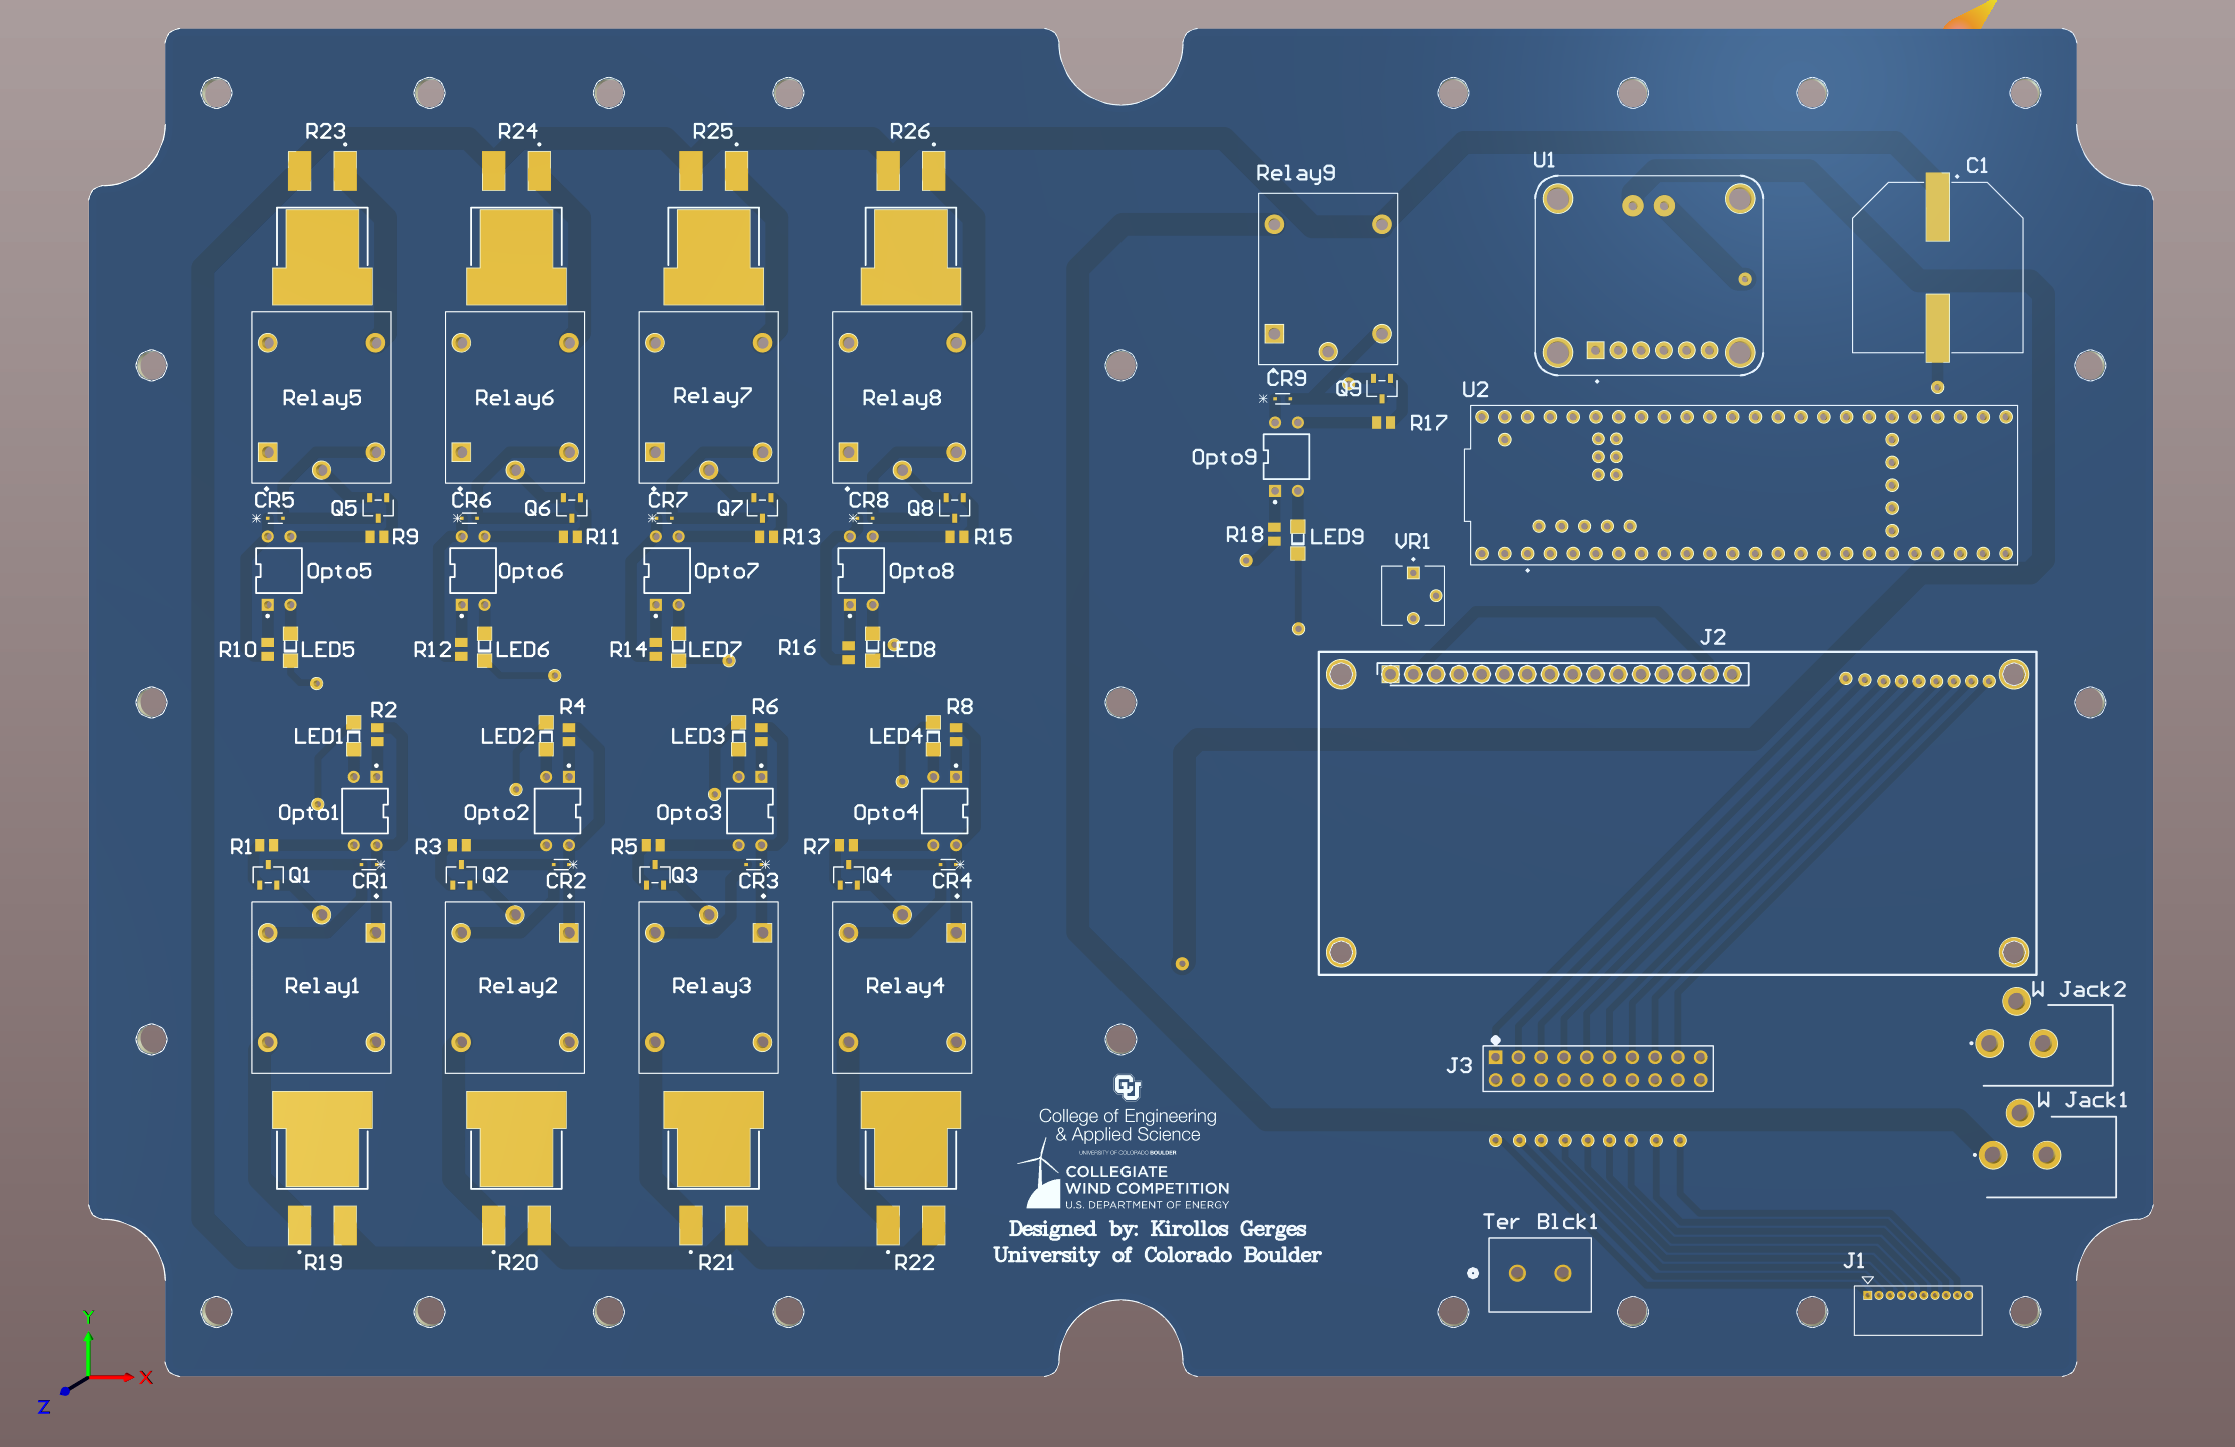 R23 R24 R25 R26
U1 C1
Relay9
CR9 Q9 U2
Relay5 Relay6 Relay7 Relay8
R17
Opto9
CR5 Q5 CR6 Q6 CR7 Q7 CR8 Q8
R9 R11 R13 R15 R18 LED9 VR1
Opto5 Opto6 Opto7 Opto8
R10 LED5 R12 LED6 R14 LED7 R16 LED8 J2
R2 R4 R6 R8
LED1 LED2 LED3 LED4
Opto1 Opto2 Opto3 Opto4
R1 R3 R5 R7
Q1 CR1 Q2 CR2 Q3 CR3 Q4 CR4
Relay1 Relay2 Relay3 Relay4 W Jack2
J3
CU
W Jack1
College of Engineering
& Applied Science
UNIVERSITY OF COLORADO BOULDER
COLLEGIATE
WIND COMPETITION
U.S. DEPARTMENT OF ENERGY
Ter Blck1
Designed by: Kirollos Gerges
University of Colorado Boulder
R19 R20 R21 R22 J1
Y
X
Z